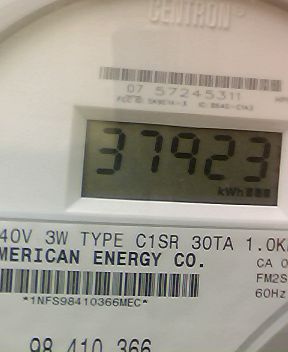 CENTRON®
07 57245311
37923
kWh
40V 3W TYPE C1SR 30TA 1.0K
MERICAN ENERGY CO.
CA 0
FM2S
60Hz
*1NFS98410366MEC*
98 410 366